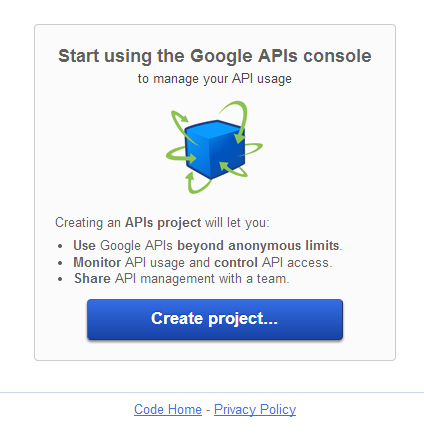 Start using the Google APIs console
to manage your API usage
Creating an APIs project will let you:
• Use Google APIs beyond anonymous limits.
• Monitor API usage and control API access.
• Share API management with a team.
Create project...
Code Home - Privacy Policy